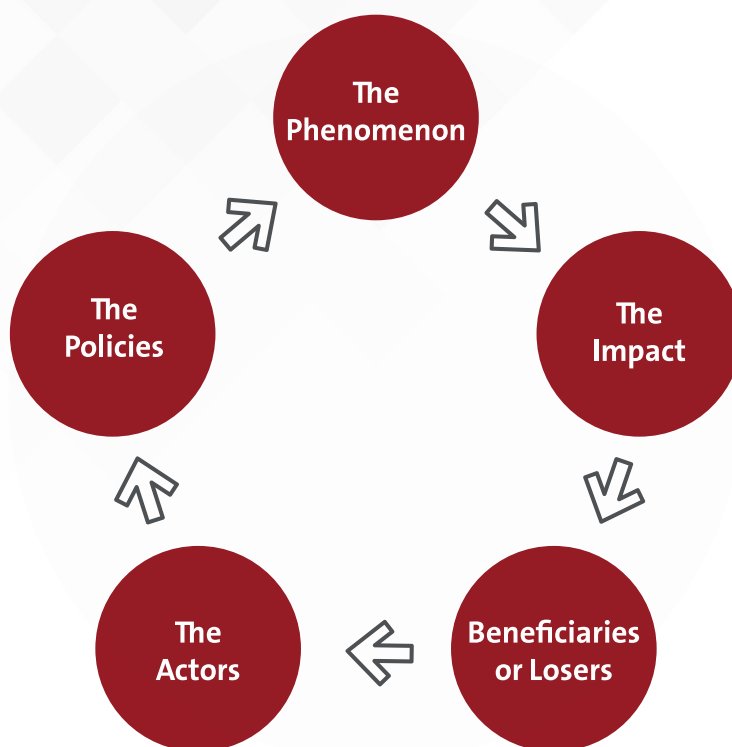 The
Phenomenon
The
Impact
Beneficiaries
or Losers
The
Actors
The
Policies